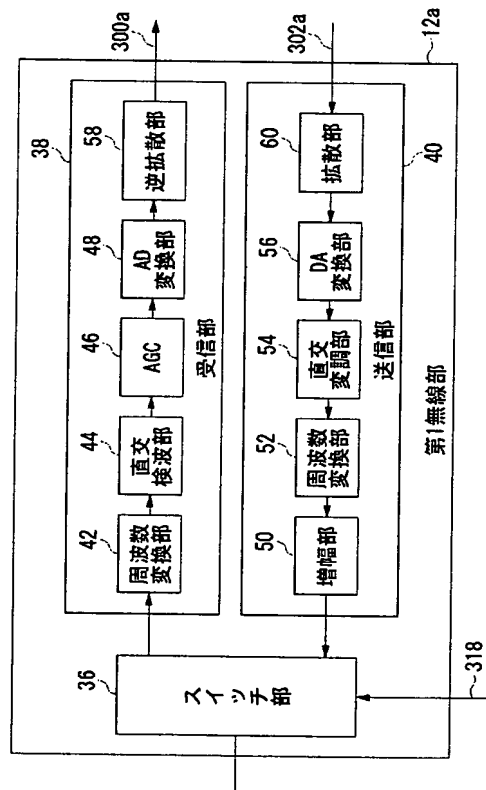 300a
38
58
逆拡散部
48
AD
変換部
46
AGC
44
直交
検波部
42
周波数
変換部
受信部
302a
60
拡散部
56
DA
変換部
54
直交
変調部
52
周波数
変換部
50
増幅部
送信部
40
36
スイッチ部
318
第1無線部
12a